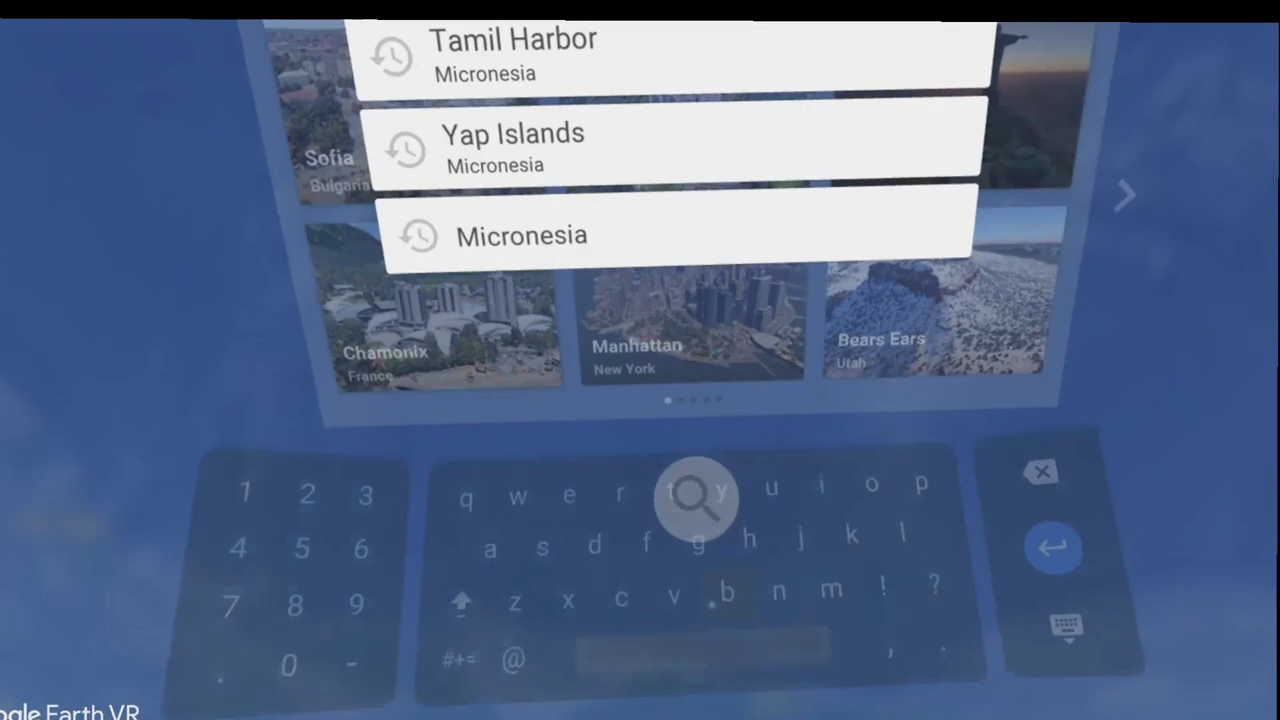 Tamil Harbor
Micronesia
Yap Islands
Micronesia
Sofia
Bulgaria
Micronesia
Chamonix
France
Manhattan
New York
Bears Ears
Utah
1 2 3
4 5 6
7 8 9
. 0 -
q w e r t y u i o p
a s d f g h j k l
z x c v b n m ! ?
#+= @ , .
ogle Earth VR